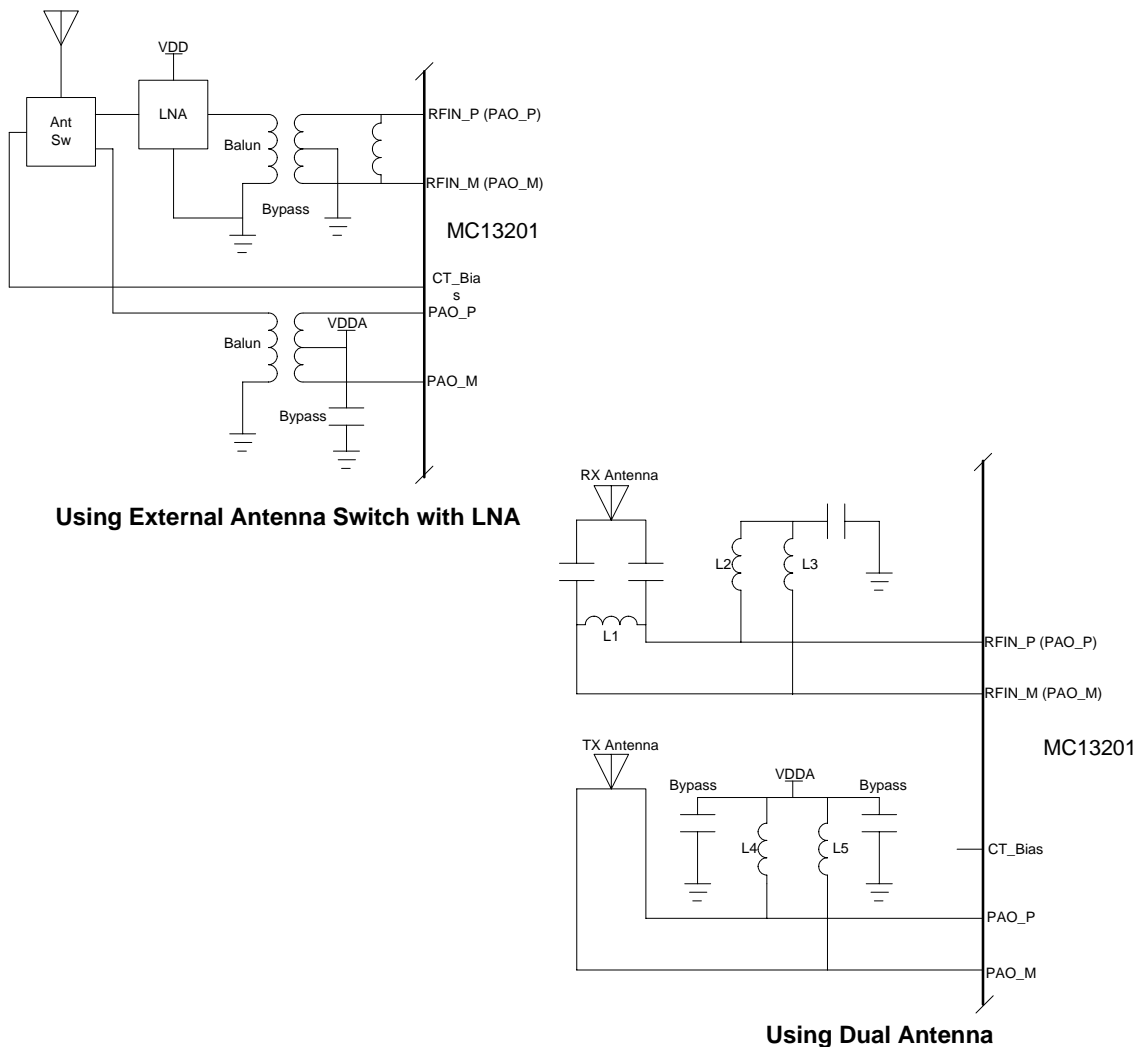 VDD
Ant
Sw
LNA
Balun
Bypass
RFIN_P (PAO_P)
RFIN_M (PAO_M)
MC13201
CT_Bia
s
PAO_P
Balun
VDDA
PAO_M
Bypass
Using External Antenna Switch with LNA
RX Antenna
L2
L3
L1
RFIN_P (PAO_P)
RFIN_M (PAO_M)
MC13201
TX Antenna
Bypass
VDDA
Bypass
L4
L5
CT_Bias
PAO_P
PAO_M
Using Dual Antenna